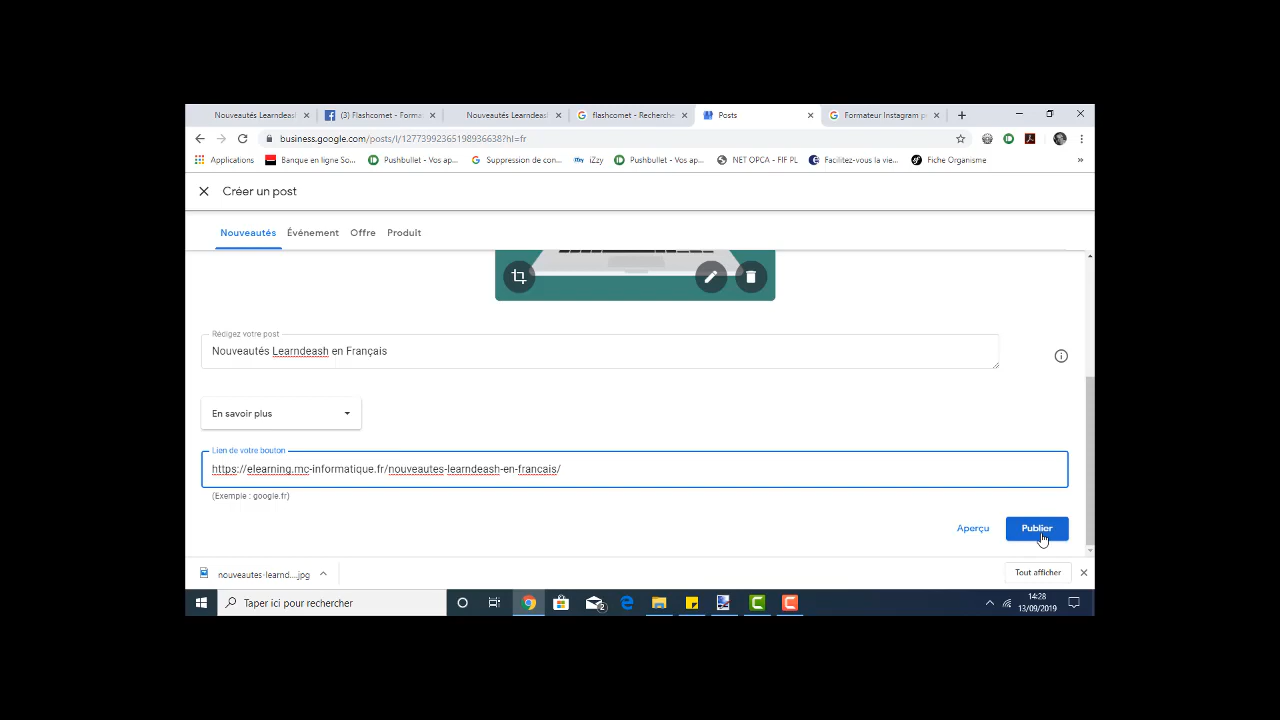 Nouveautés Learndeas
(3) Flashcomet - Forma
Nouveautés Learndeas
flashcomet - Recherche
Posts
Formateur Instagram p
business.google.com/posts/l/12773992365198936638?hl=fr
Applications
Banque en ligne So...
Pushbullet - Vos ap...
Suppression de con...
iZzy
Pushbullet - Vos ap...
NET OPCA - FIF PL
Facilitez-vous la vie...
Fiche Organisme
»
Créer un post
Nouveautés
Événement
Offre
Produit
Rédigez votre post
Nouveautés Learndeash en Français
En savoir plus
Lien de votre bouton
https://elearning.mc-informatique.fr/nouveautes-learndeash-en-francais/
(Exemple : google.fr)
Aperçu
Publier
nouveautes-learnd....jpg
Tout afficher
Taper ici pour rechercher
2
14:28
13/09/2019